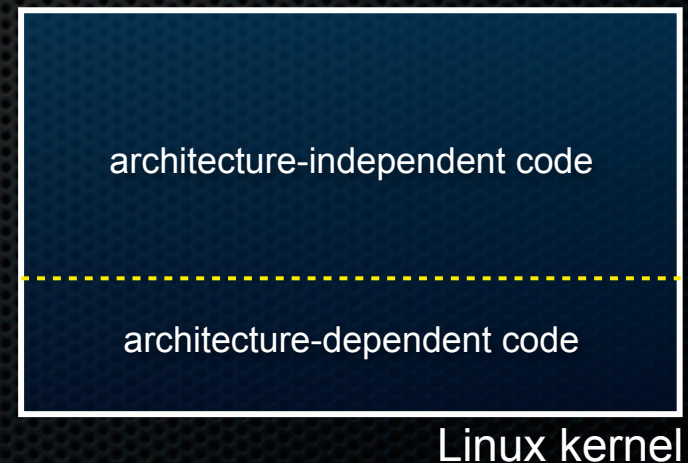 architecture-independent code
architecture-dependent code
Linux kernel